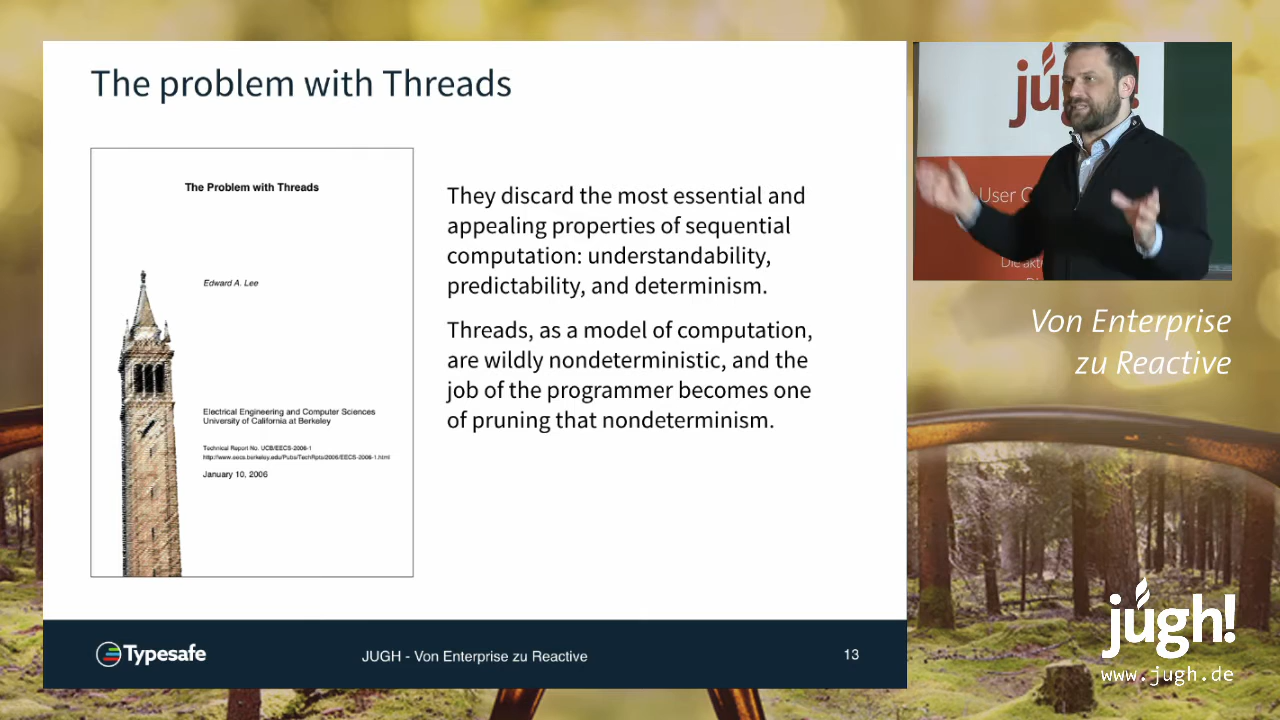 The problem with Threads
The Problem with Threads
Edward A. Lee
Electrical Engineering and Computer Sciences
University of California at Berkeley
Technical Report No. UCB/EECS-2006-1
http://www.eecs.berkeley.edu/Pubs/TechRpts/2006/EECS-2006-1.html
January 10, 2006
They discard the most essential and
appealing properties of sequential
computation: understandability,
predictability, and determinism.
Threads, as a model of computation,
are wildly nondeterministic, and the
job of the programmer becomes one
of pruning that nondeterminism.
Typesafe
JUGH - Von Enterprise zu Reactive
13
jugh!
User
Die
Von Enterprise
zu Reactive
jugh!
www.jugh.de